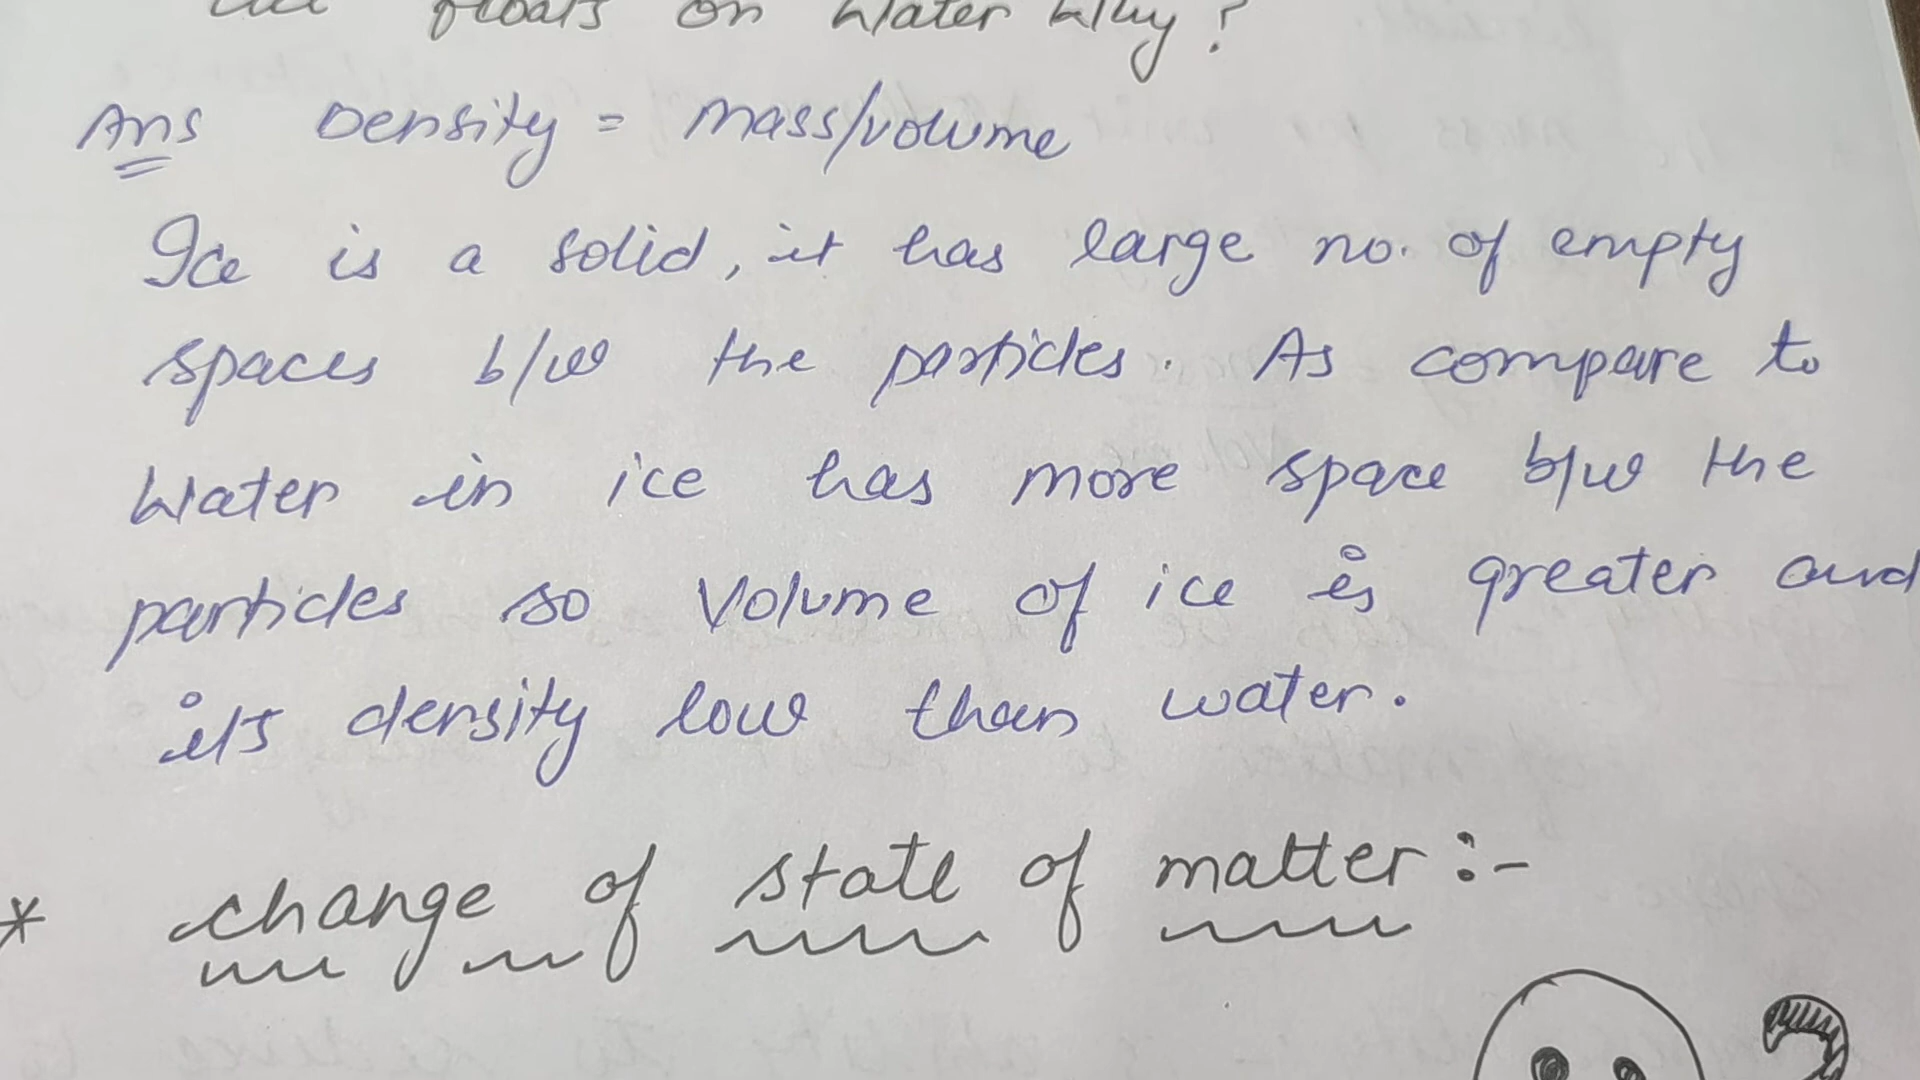 floats on water why?
Ans Density = mass/volume
Ice is a solid, it has large no. of empty
spaces b/w the particles. As compare to
water in ice has more space b/w the
particles so volume of ice is greater and
its density low than water.
* change of state of matter :-